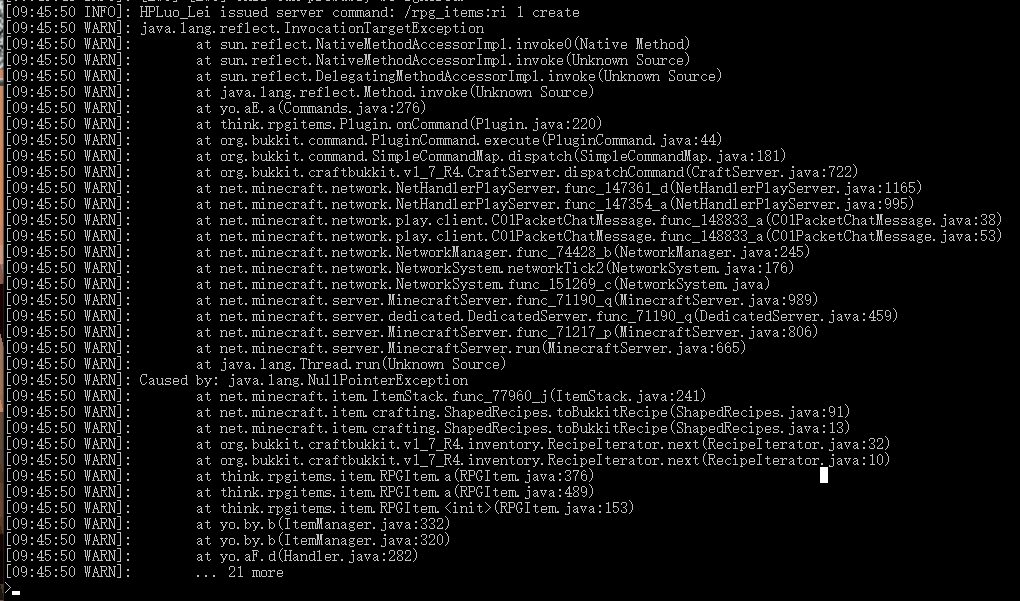 [09:45:50 INFO]: HPLuo_Lei issued server command: /rpg_items:ri 1 create
[09:45:50 WARN]: java.lang.reflect.InvocationTargetException
[09:45:50 WARN]: at sun.reflect.NativeMethodAccessorImpl.invoke0(Native Method)
[09:45:50 WARN]: at sun.reflect.NativeMethodAccessorImpl.invoke(Unknown Source)
[09:45:50 WARN]: at sun.reflect.DelegatingMethodAccessorImpl.invoke(Unknown Source)
[09:45:50 WARN]: at java.lang.reflect.Method.invoke(Unknown Source)
[09:45:50 WARN]: at yo.aE.a(Commands.java:276)
[09:45:50 WARN]: at think.rpgitems.Plugin.onCommand(Plugin.java:220)
[09:45:50 WARN]: at org.bukkit.command.PluginCommand.execute(PluginCommand.java:44)
[09:45:50 WARN]: at org.bukkit.command.SimpleCommandMap.dispatch(SimpleCommandMap.java:181)
[09:45:50 WARN]: at org.bukkit.craftbukkit.v1_7_R4.CraftServer.dispatchCommand(CraftServer.java:722)
[09:45:50 WARN]: at net.minecraft.network.NetHandlerPlayServer.func_147361_d(NetHandlerPlayServer.java:1165)
[09:45:50 WARN]: at net.minecraft.network.NetHandlerPlayServer.func_147354_a(NetHandlerPlayServer.java:995)
[09:45:50 WARN]: at net.minecraft.network.play.client.C01PacketChatMessage.func_148833_a(C01PacketChatMessage.java:38)
[09:45:50 WARN]: at net.minecraft.network.play.client.C01PacketChatMessage.func_148833_a(C01PacketChatMessage.java:53)
[09:45:50 WARN]: at net.minecraft.network.NetworkManager.func_74428_b(NetworkManager.java:245)
[09:45:50 WARN]: at net.minecraft.network.NetworkSystem.networkTick2(NetworkSystem.java:176)
[09:45:50 WARN]: at net.minecraft.network.NetworkSystem.func_151269_c(NetworkSystem.java)
[09:45:50 WARN]: at net.minecraft.server.MinecraftServer.func_71190_q(MinecraftServer.java:989)
[09:45:50 WARN]: at net.minecraft.server.dedicated.DedicatedServer.func_71190_q(DedicatedServer.java:459)
[09:45:50 WARN]: at net.minecraft.server.MinecraftServer.func_71217_p(MinecraftServer.java:806)
[09:45:50 WARN]: at net.minecraft.server.MinecraftServer.run(MinecraftServer.java:665)
[09:45:50 WARN]: at java.lang.Thread.run(Unknown Source)
[09:45:50 WARN]: Caused by: java.lang.NullPointerException
[09:45:50 WARN]: at net.minecraft.item.ItemStack.func_77960_j(ItemStack.java:241)
[09:45:50 WARN]: at net.minecraft.item.crafting.ShapedRecipes.toBukkitRecipe(ShapedRecipes.java:91)
[09:45:50 WARN]: at net.minecraft.item.crafting.ShapedRecipes.toBukkitRecipe(ShapedRecipes.java:13)
[09:45:50 WARN]: at org.bukkit.craftbukkit.v1_7_R4.inventory.RecipeIterator.next(RecipeIterator.java:32)
[09:45:50 WARN]: at org.bukkit.craftbukkit.v1_7_R4.inventory.RecipeIterator.next(RecipeIterator.java:10)
[09:45:50 WARN]: at think.rpgitems.item.RPGItem.a(RPGItem.java:376)
[09:45:50 WARN]: at think.rpgitems.item.RPGItem.a(RPGItem.java:489)
[09:45:50 WARN]: at think.rpgitems.item.RPGItem.<init>(RPGItem.java:153)
[09:45:50 WARN]: at yo.by.b(ItemManager.java:332)
[09:45:50 WARN]: at yo.by.b(ItemManager.java:320)
[09:45:50 WARN]: at yo.aF.d(Handler.java:282)
[09:45:50 WARN]: ... 21 more
>